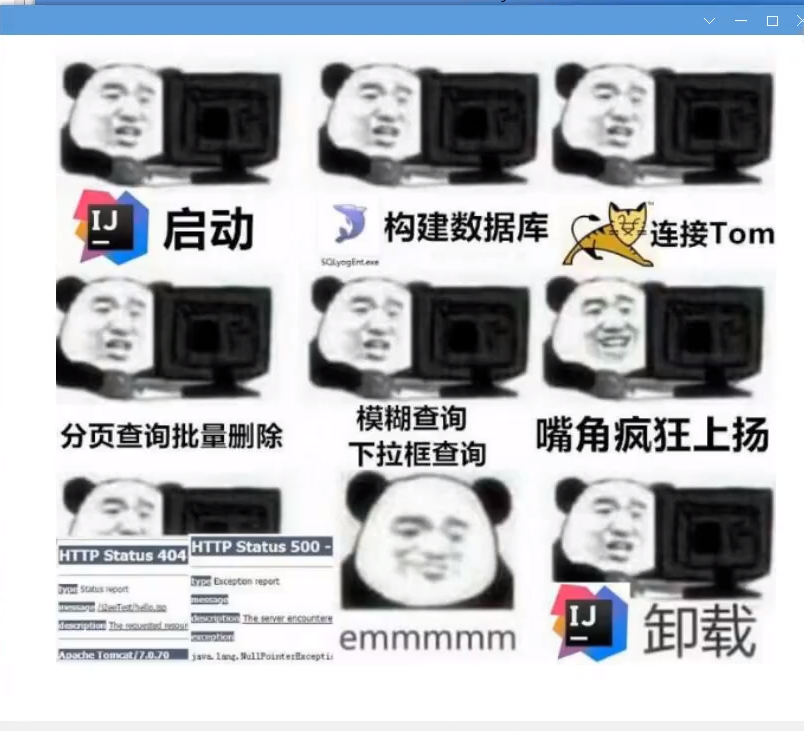 IJ
启动
SQLyogEnt.exe
构建数据库
连接Tom
分页查询批量删除
模糊查询
下拉框查询
嘴角疯狂上扬
HTTP Status 404
type Status report
message /J2eeTest/hello.jsp
description The requested resour
Apache Tomcat/7.0.70
HTTP Status 500 -
type Exception report
message
description The server encountere
exception
java.lang.NullPointerExcepti
emmmmm
IJ
卸载